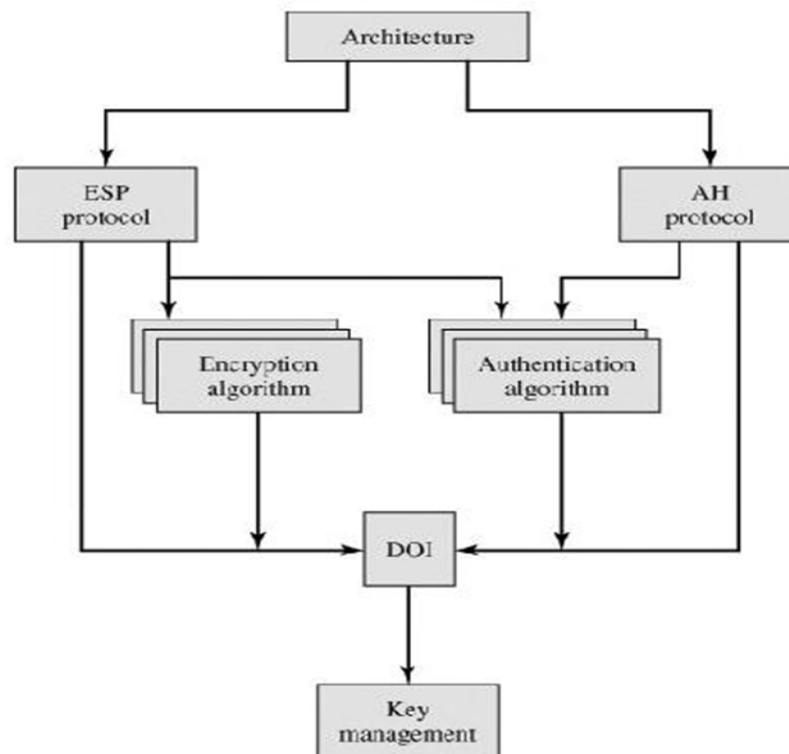 Architecture
ESP
protocol
AH
protocol
Encryption
algorithm
Authentication
algorithm
DOI
Key
management